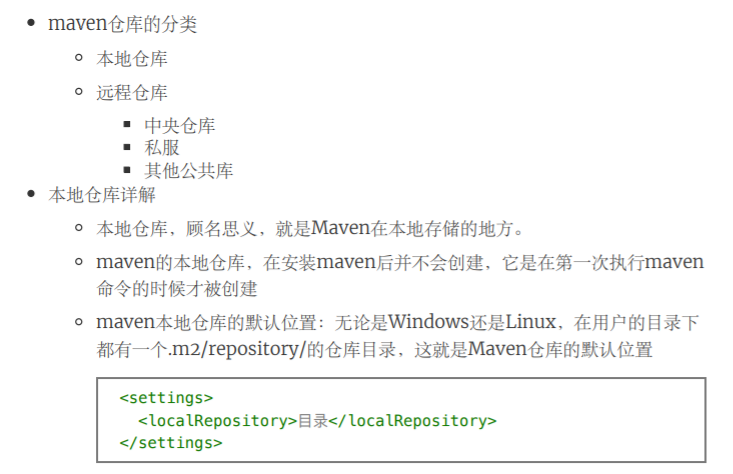 maven仓库的分类
本地仓库
远程仓库
中央仓库
私服
其他公共库
本地仓库详解
本地仓库，顾名思义，就是Maven在本地存储的地方。
maven的本地仓库，在安装maven后并不会创建，它是在第一次执行maven
命令的时候才被创建
maven本地仓库的默认位置：无论是Windows还是Linux，在用户的目录下
都有一个.m2/repository/的仓库目录，这就是Maven仓库的默认位置
<settings>
  <localRepository>目录</localRepository>
</settings>